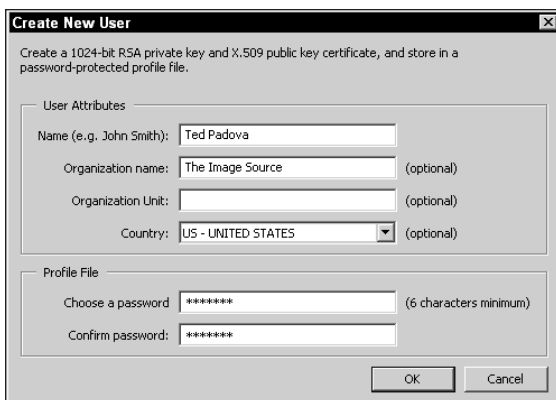 Create New User
Create a 1024-bit RSA private key and X.509 public key certificate, and store in a
password-protected profile file.
User Attributes
Name (e.g. John Smith): Ted Padova
Organization name: The Image Source (optional)
Organization Unit: (optional)
Country: US - UNITED STATES (optional)
Profile File
Choose a password ******* (6 characters minimum)
Confirm password: *******
OK Cancel